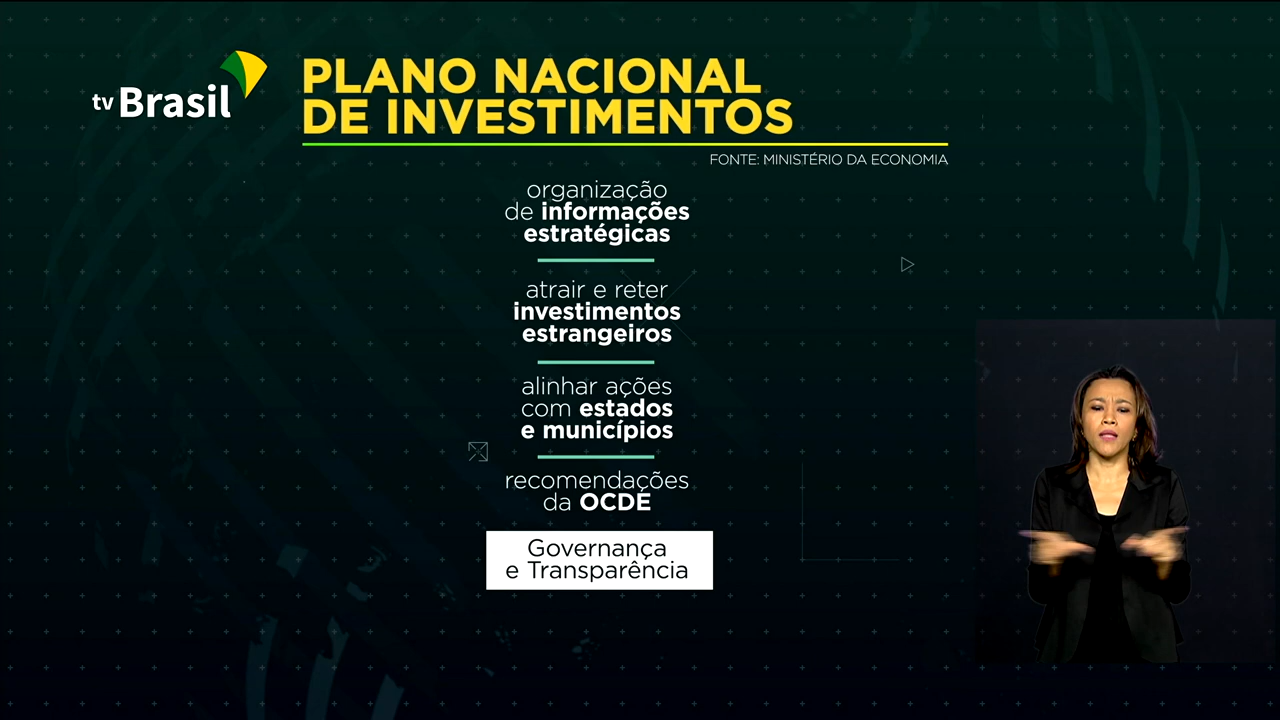 tv Brasil
PLANO NACIONAL
DE INVESTIMENTOS
FONTE: MINISTÉRIO DA ECONOMIA
organização
de informações
estratégicas
atrair e reter
investimentos
estrangeiros
alinhar ações
com estados
e municípios
recomendações
da OCDE
Governança
e Transparência